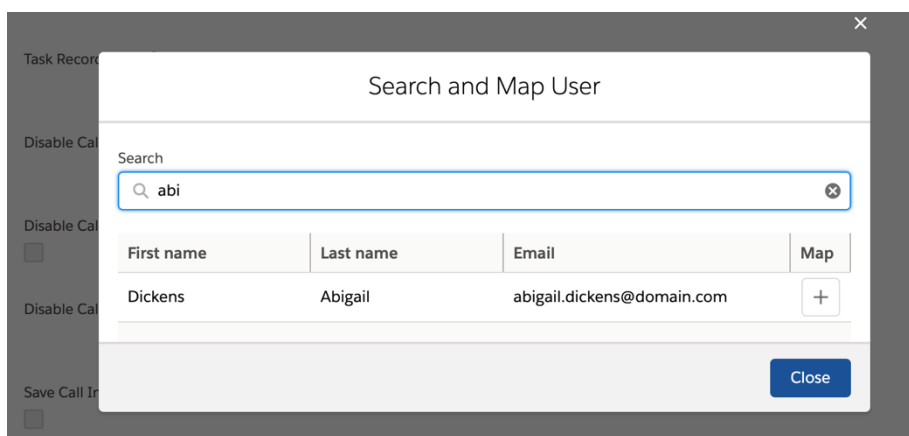 Task Record
Search and Map User
Disable Cal
Search
abi
Disable Cal
First name Last name Email Map
Dickens Abigail abigail.dickens@domain.com
Disable Cal
Close
Save Call In